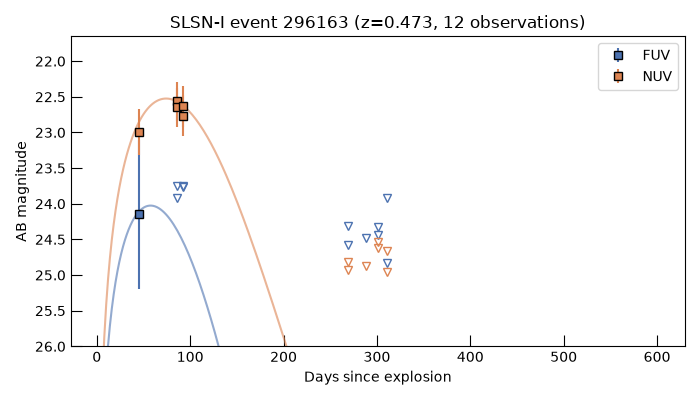 SLSN-I event 296163 (z=0.473, 12 observations)
FUV
NUV
22.0
22.5
23.0
23.5
24.0
24.5
25.0
25.5
26.0
AB magnitude
0 100 200 300 400 500 600
Days since explosion